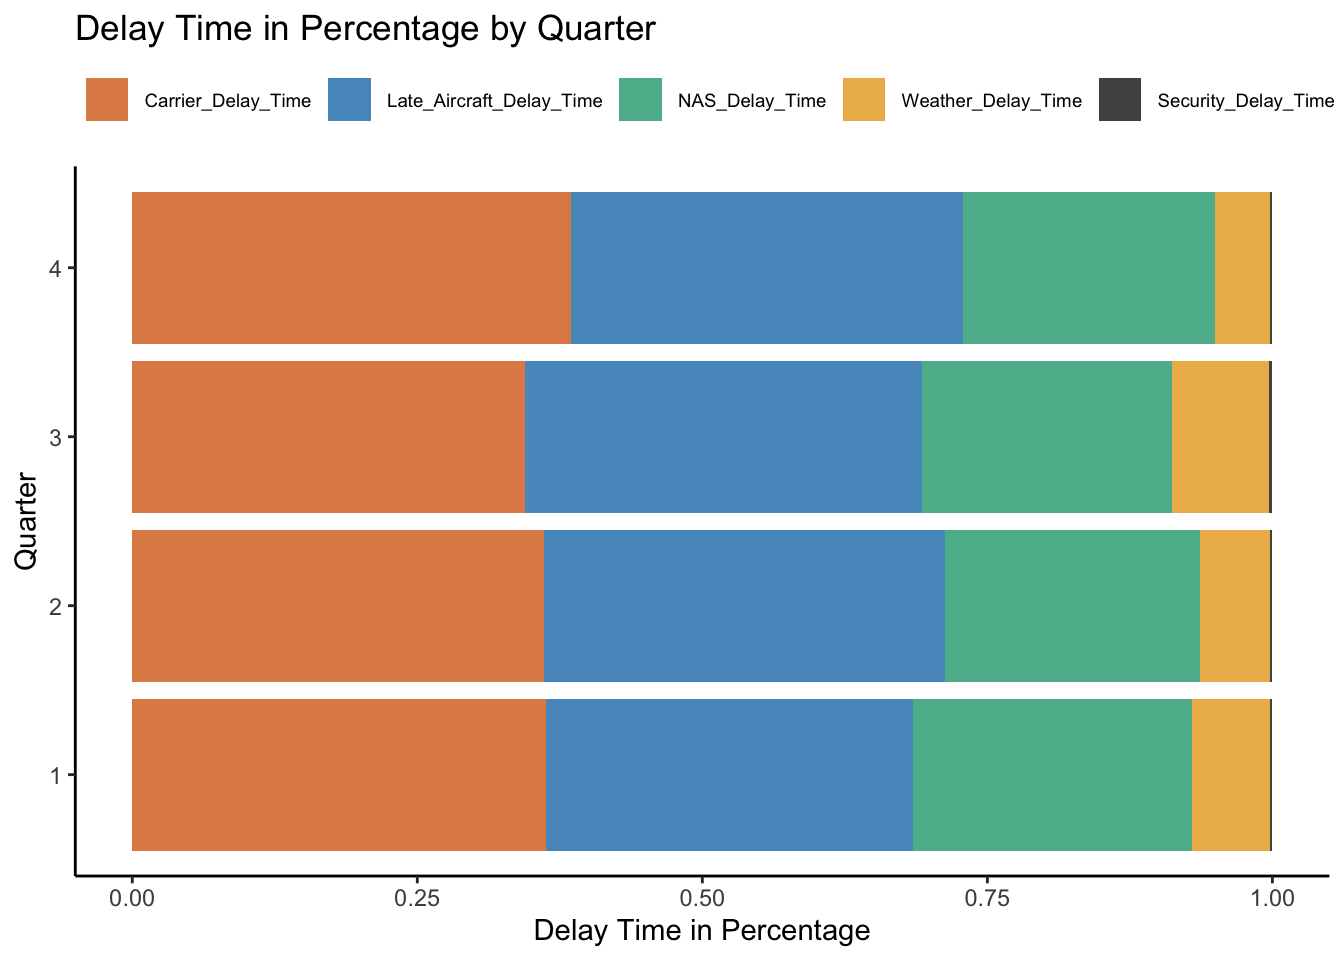 Delay Time in Percentage by Quarter
Carrier_Delay_Time Late_Aircraft_Delay_Time NAS_Delay_Time Weather_Delay_Time Security_Delay_Time
4
3
2
1
Quarter
0.00 0.25 0.50 0.75 1.00
Delay Time in Percentage